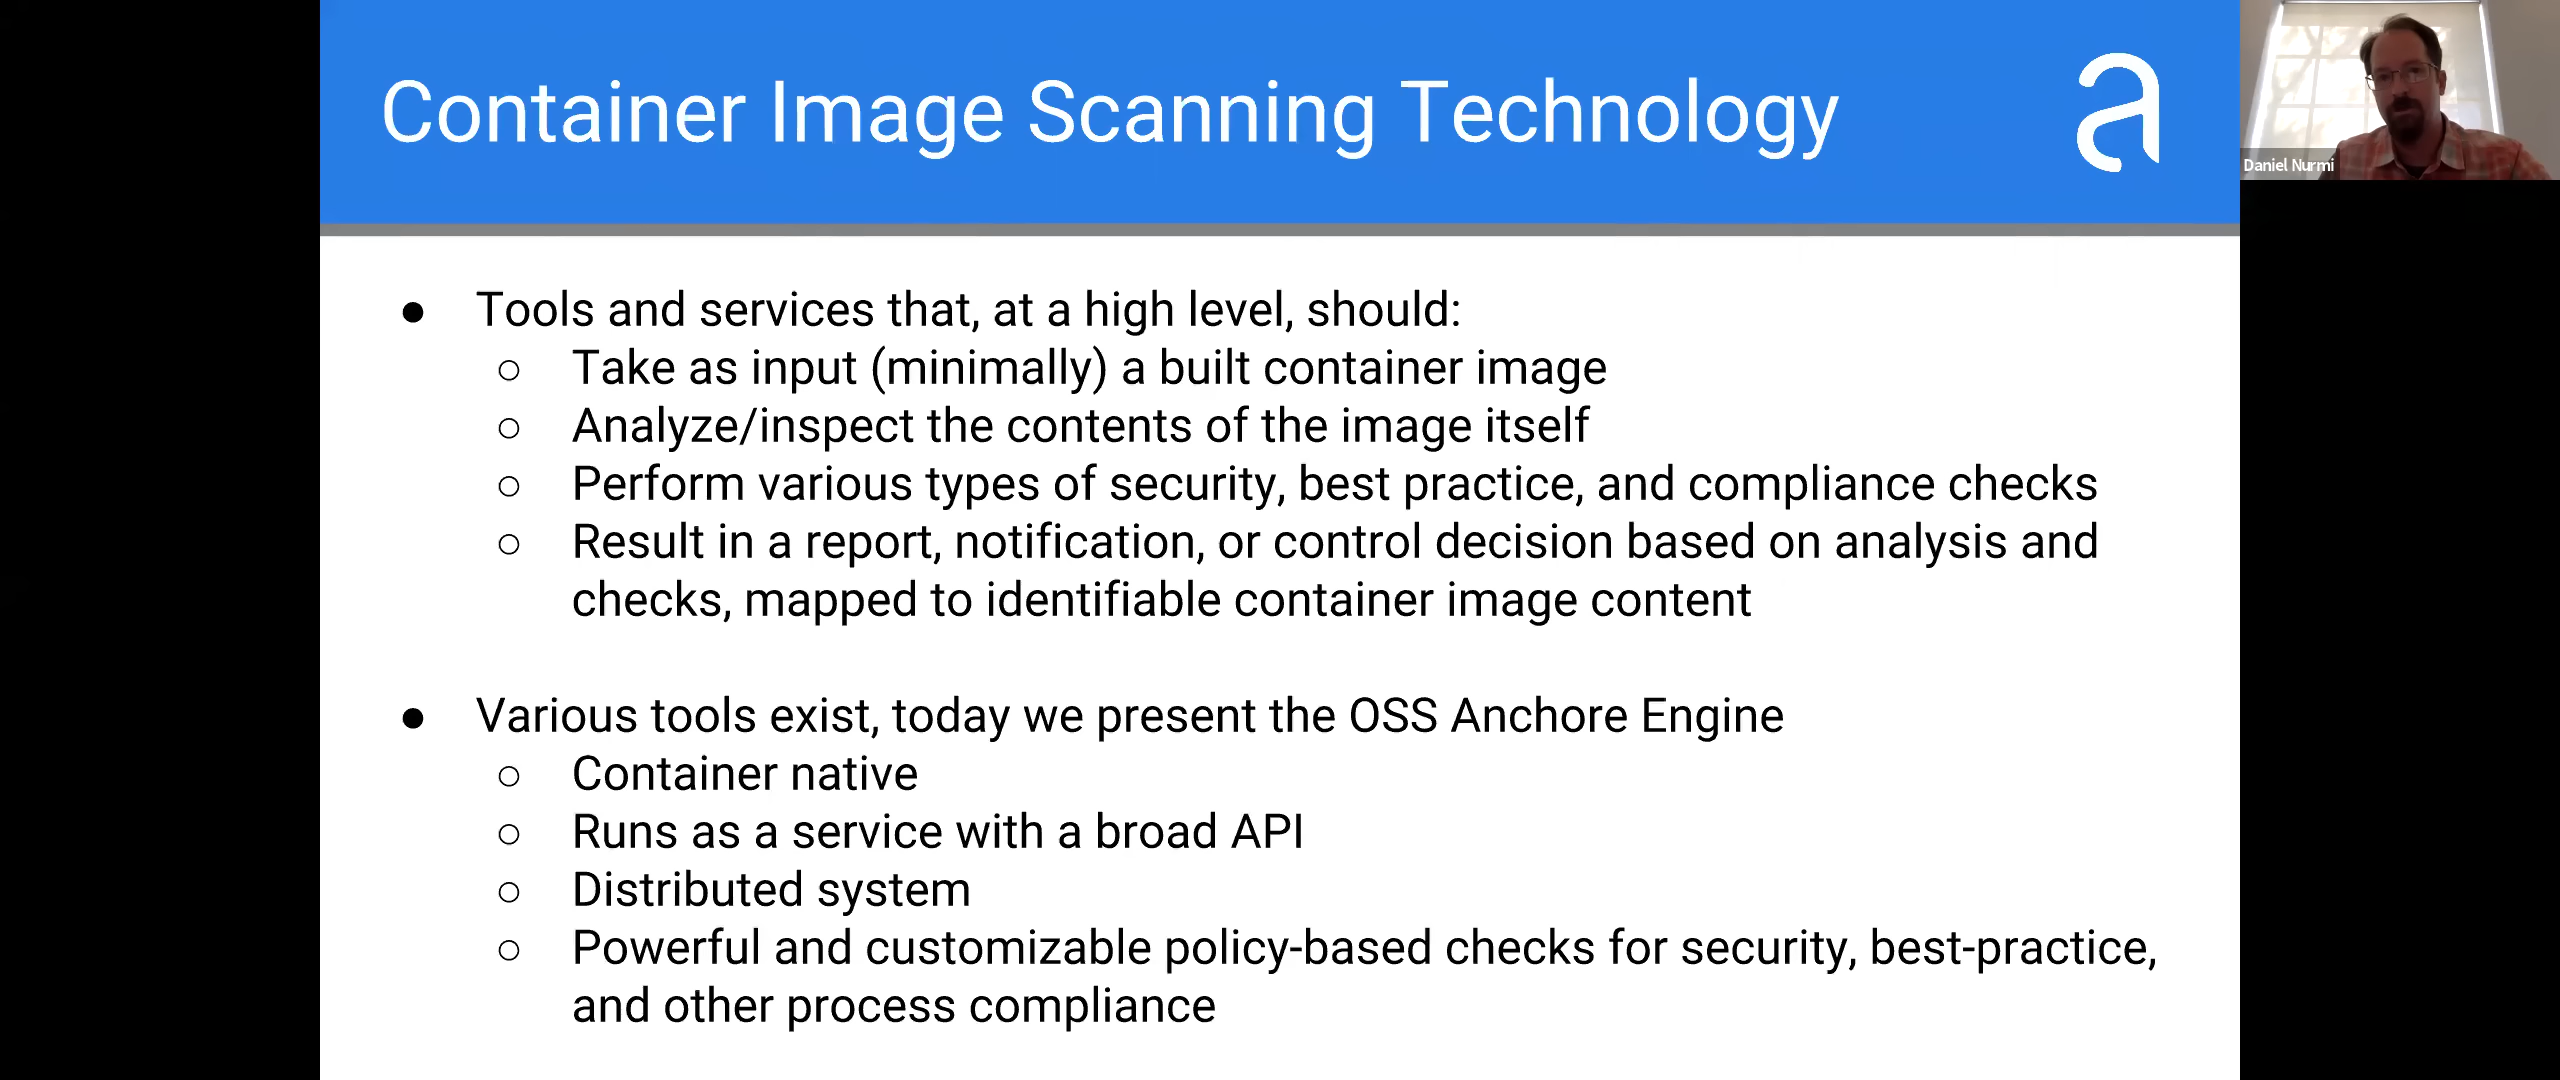 Container Image Scanning Technology
Daniel Nurmi
● Tools and services that, at a high level, should:
○ Take as input (minimally) a built container image
○ Analyze/inspect the contents of the image itself
○ Perform various types of security, best practice, and compliance checks
○ Result in a report, notification, or control decision based on analysis and
checks, mapped to identifiable container image content
● Various tools exist, today we present the OSS Anchore Engine
○ Container native
○ Runs as a service with a broad API
○ Distributed system
○ Powerful and customizable policy-based checks for security, best-practice,
and other process compliance